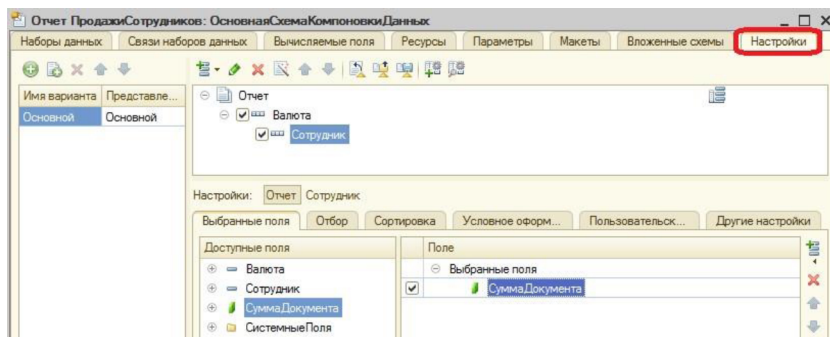 Отчет ПродажиСотрудников: ОсновнаяСхемаКомпоновкиДанных
Наборы данных Связи наборов данных Вычисляемые поля Ресурсы Параметры Макеты Вложенные схемы Настройки
Имя варианта Представле...
Основной Основной
Отчет
Валюта
Сотрудник
Настройки: Отчет Сотрудник
Выбранные поля Отбор Сортировка Условное оформ... Пользовательск... Другие настройки
Доступные поля Поле
Валюта Выбранные поля
Сотрудник СуммаДокумента
СуммаДокумента
СистемныеПоля